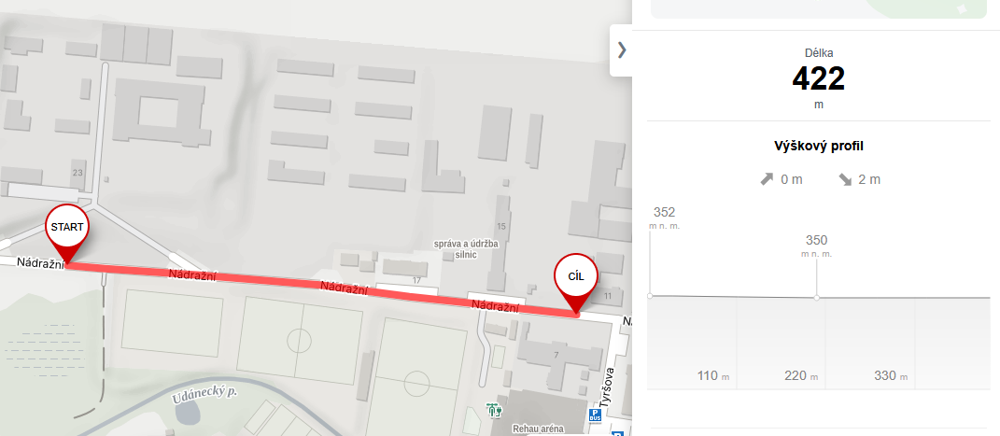 23
START
Nádražní
Nádražní
Nádražní
Nádražní
správa a údržba
silnic
15
17
CÍL
11
7
Tyršova
Udánecký p.
Rehau aréna
P
BUS
P
Délka
422
m
Výškový profil
0 m
2 m
352
m n. m.
350
m n. m.
110 m
220 m
330 m